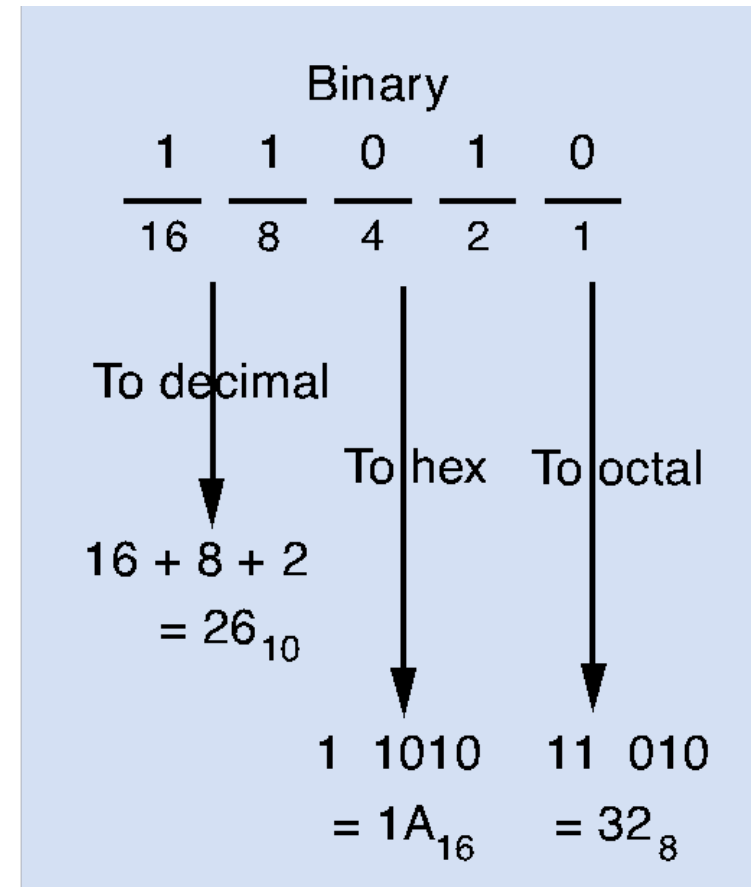 Binary
1 1 0 1 0
16 8 4 2 1
To decimal
To hex To octal
16 + 8 + 2
= 26₁₀
1 1010 11 010
= 1A₁₆ = 32₈